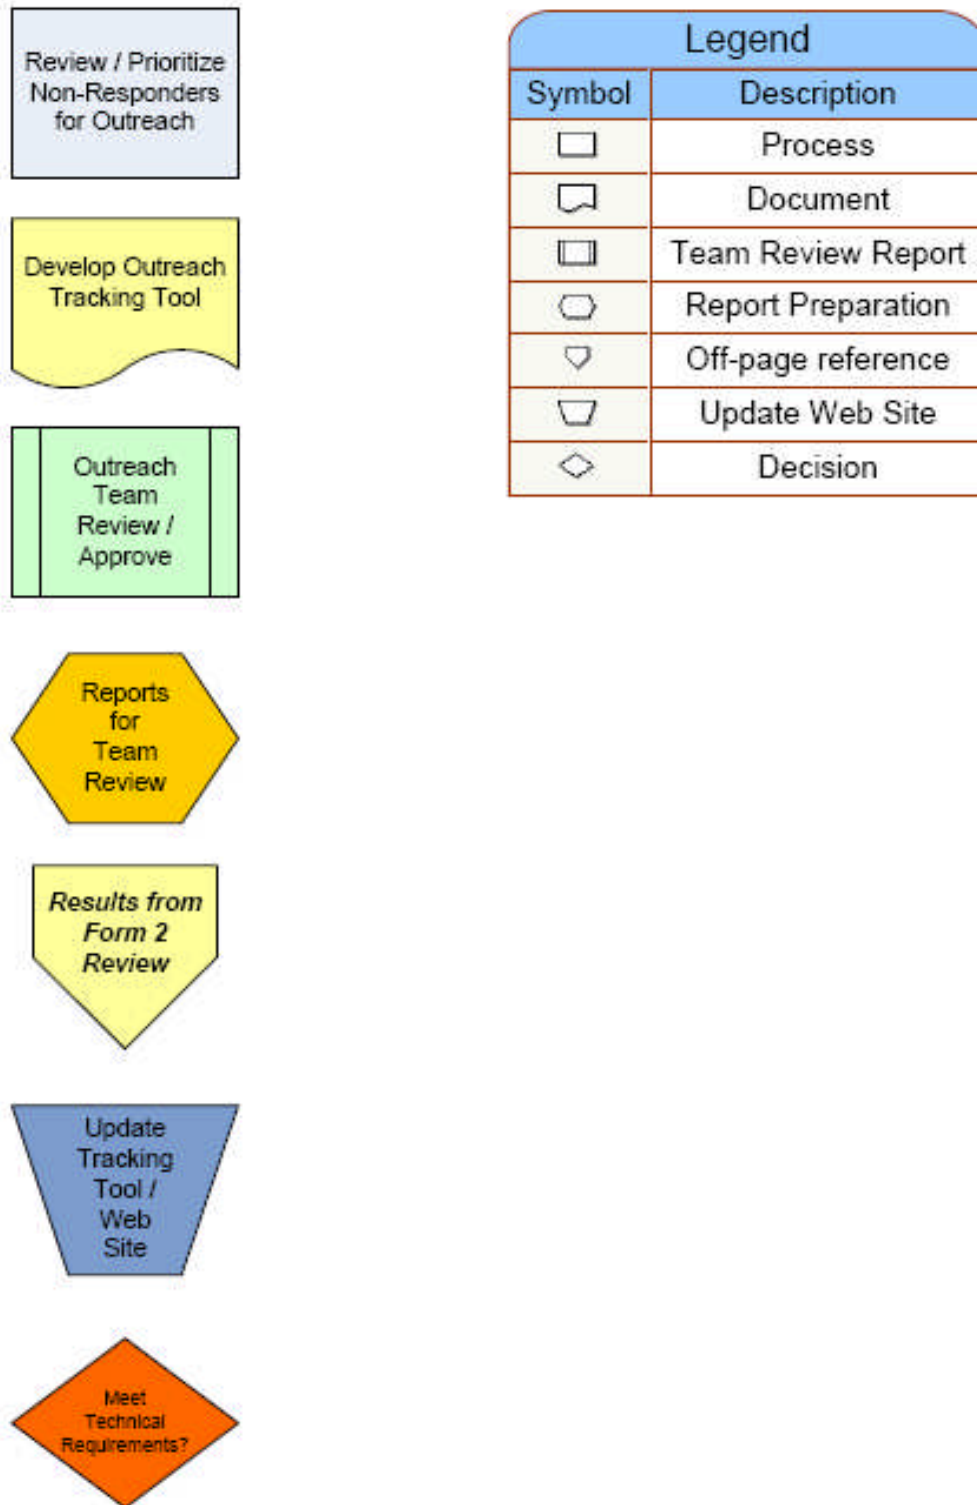 Review / Prioritize
Non-Responders
for Outreach
Develop Outreach
Tracking Tool
Outreach
Team
Review /
Approve
Reports
for
Team
Review
Results from
Form 2
Review
Update
Tracking
Tool /
Web
Site
Meet
Technical
Requirements?
Legend
Symbol Description
Process
Document
Team Review Report
Report Preparation
Off-page reference
Update Web Site
Decision